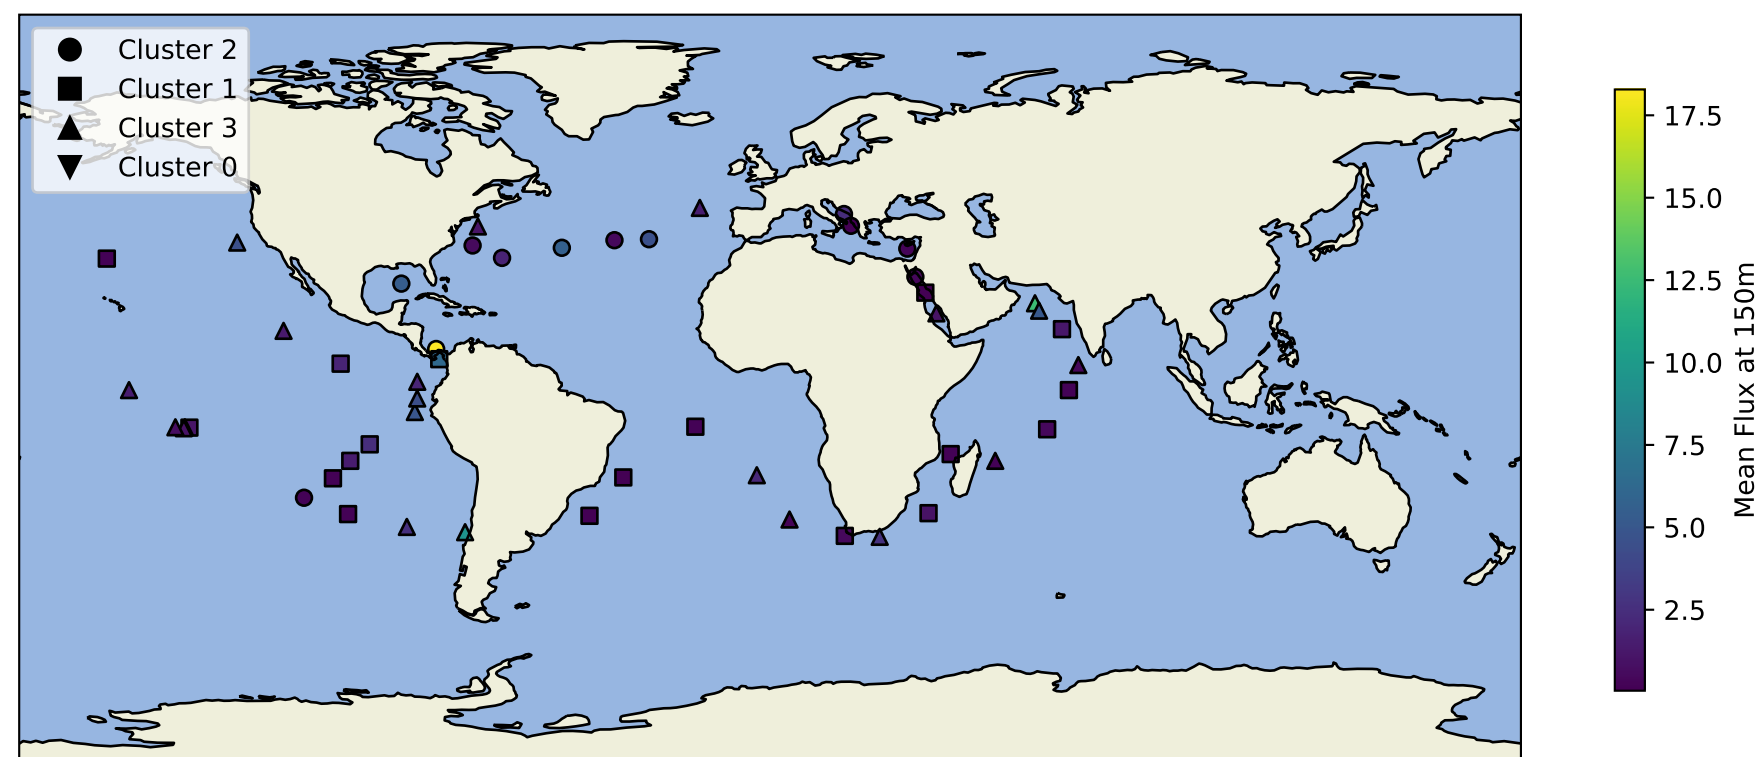 Cluster 2
Cluster 1
Cluster 3
Cluster 0
17.5
15.0
12.5
10.0
7.5
5.0
2.5
Mean Flux at 150m